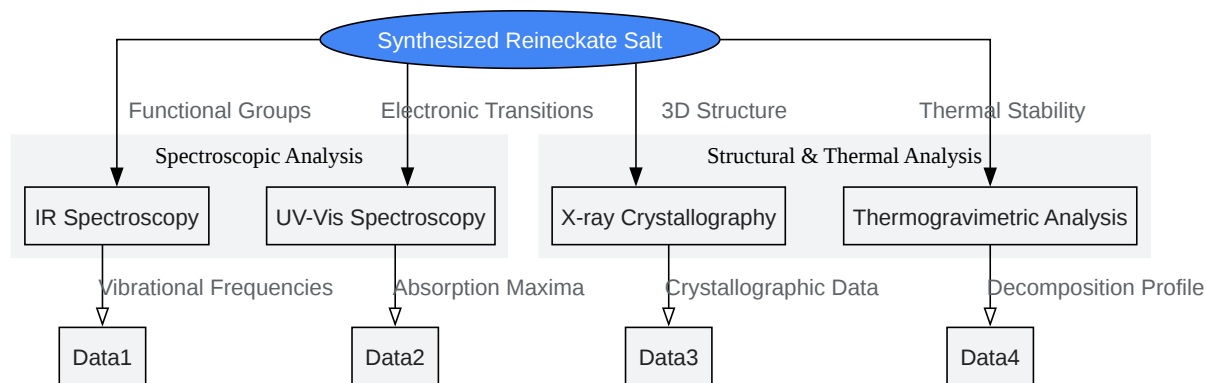 Synthesized Reineckate Salt
Functional Groups
Electronic Transitions
3D Structure
Thermal Stability
Spectroscopic Analysis
Structural & Thermal Analysis
IR Spectroscopy
UV-Vis Spectroscopy
X-ray Crystallography
Thermogravimetric Analysis
Vibrational Frequencies
Absorption Maxima
Crystallographic Data
Decomposition Profile
Data1
Data2
Data3
Data4